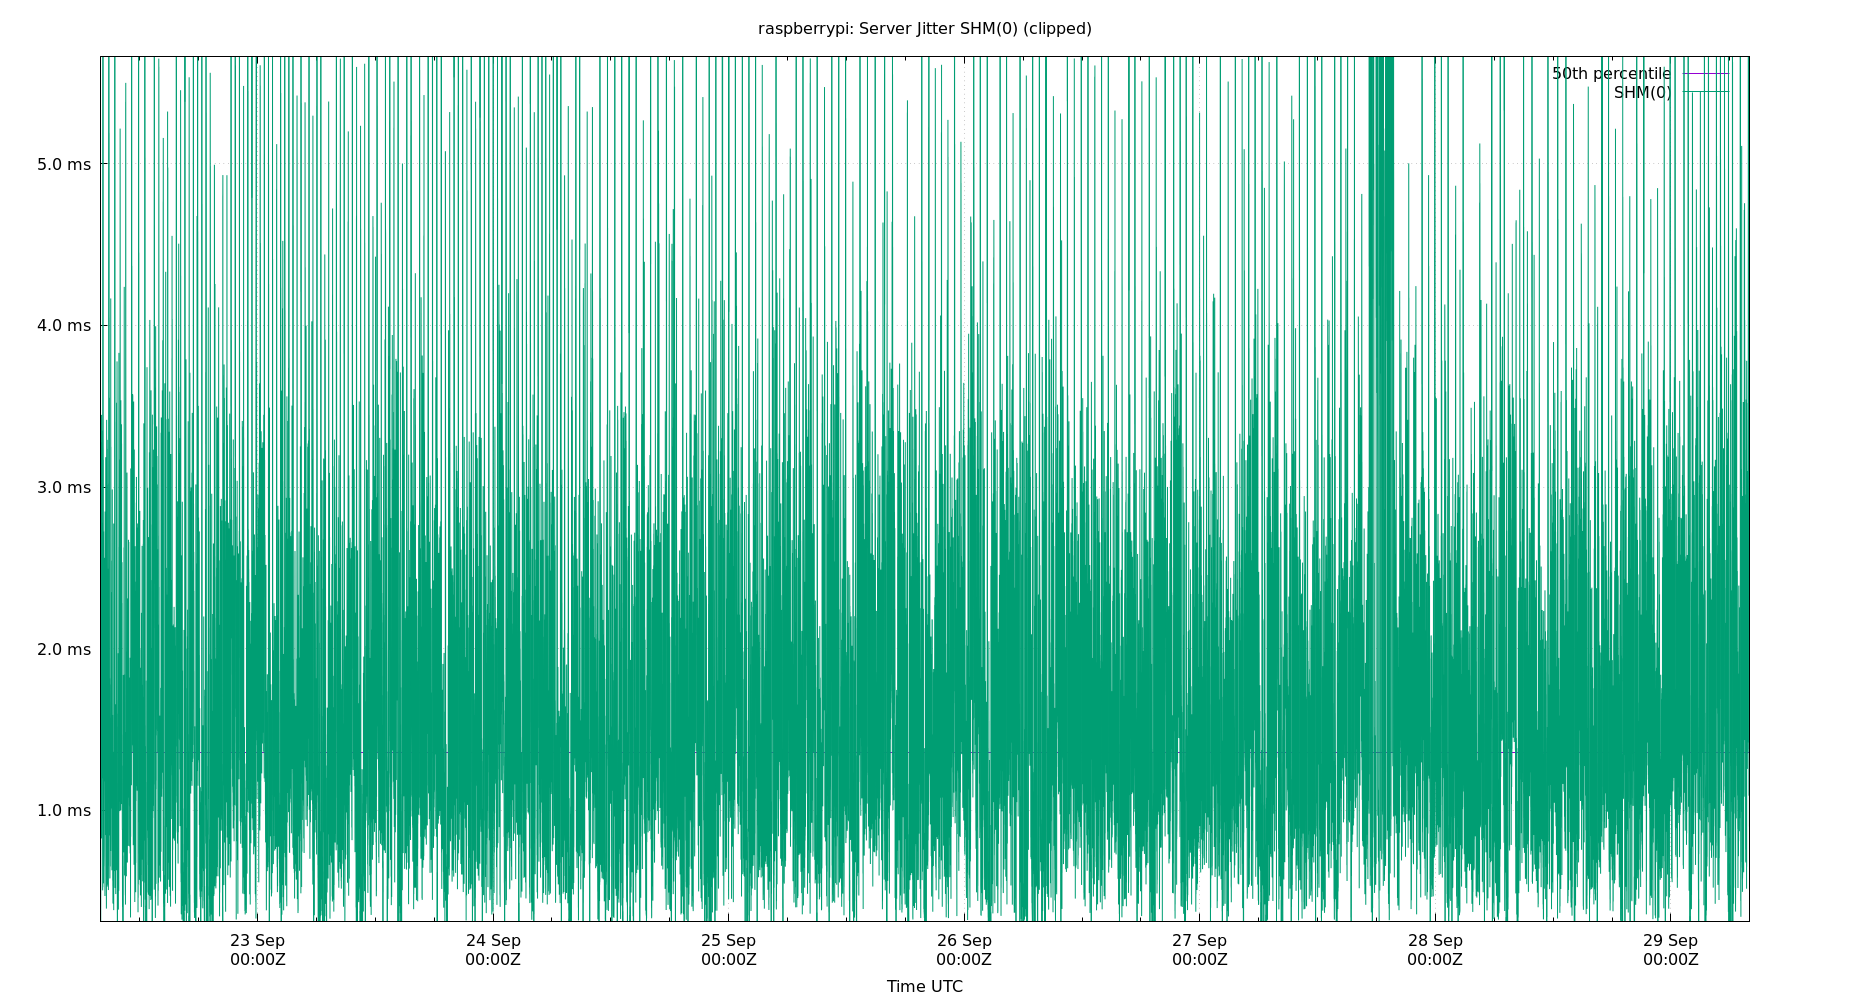 raspberrypi: Server Jitter SHM(0) (clipped)
50th percentile
SHM(0)
5.0 ms
4.0 ms
3.0 ms
2.0 ms
1.0 ms
23 Sep 24 Sep 25 Sep 26 Sep 27 Sep 28 Sep 29 Sep
00:00Z 00:00Z 00:00Z 00:00Z 00:00Z 00:00Z 00:00Z
Time UTC